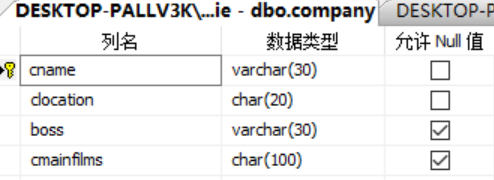 DESKTOP-PALLV3K\...ie - dbo.company DESKTOP-P
列名 数据类型 允许 Null 值
cname varchar(30)
clocation char(20)
boss varchar(30)
cmainfilms char(100)